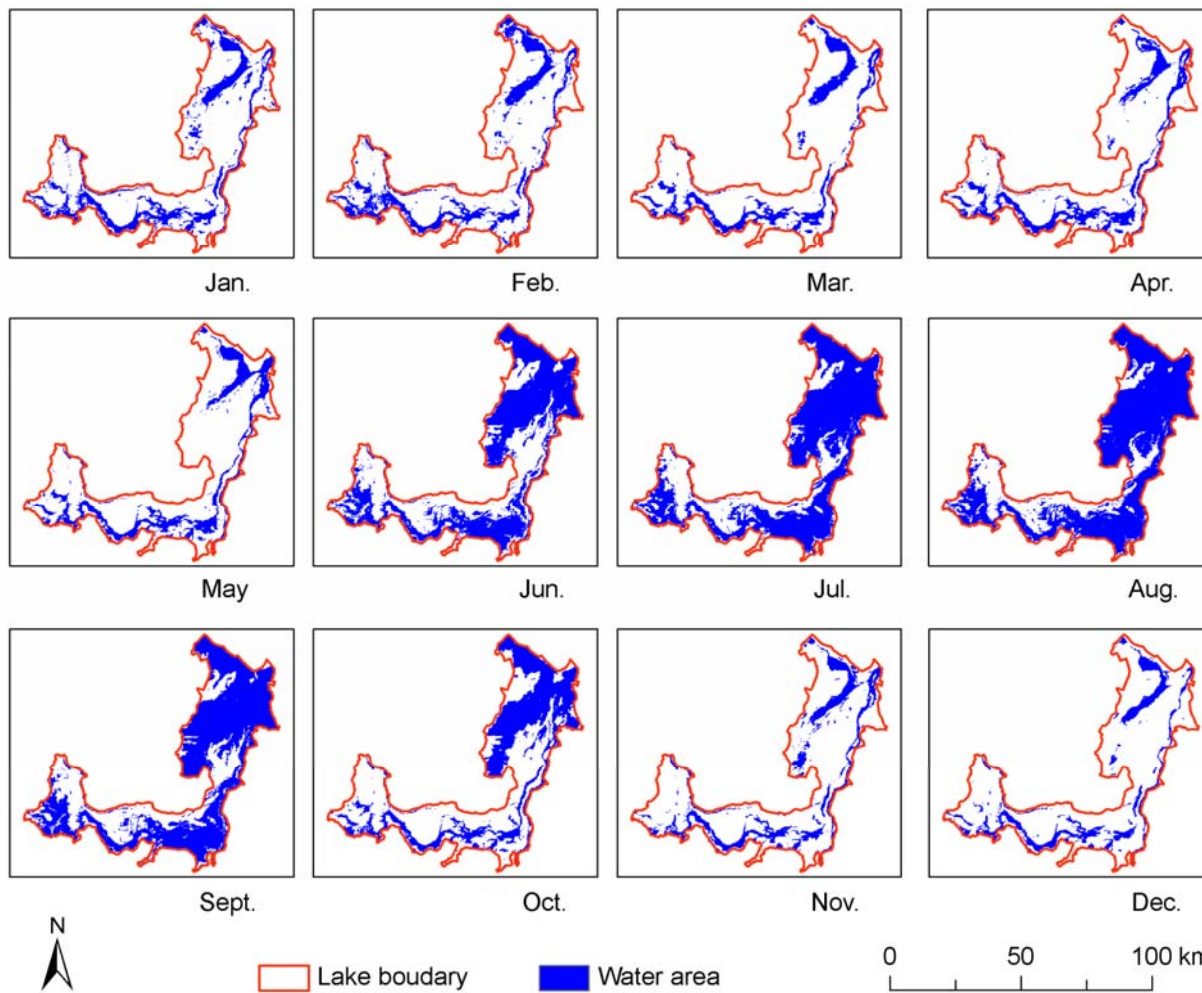 Jan. Feb. Mar. Apr.
May Jun. Jul. Aug.
Sept. Oct. Nov. Dec.
N
Lake boudary Water area
0 50 100 km